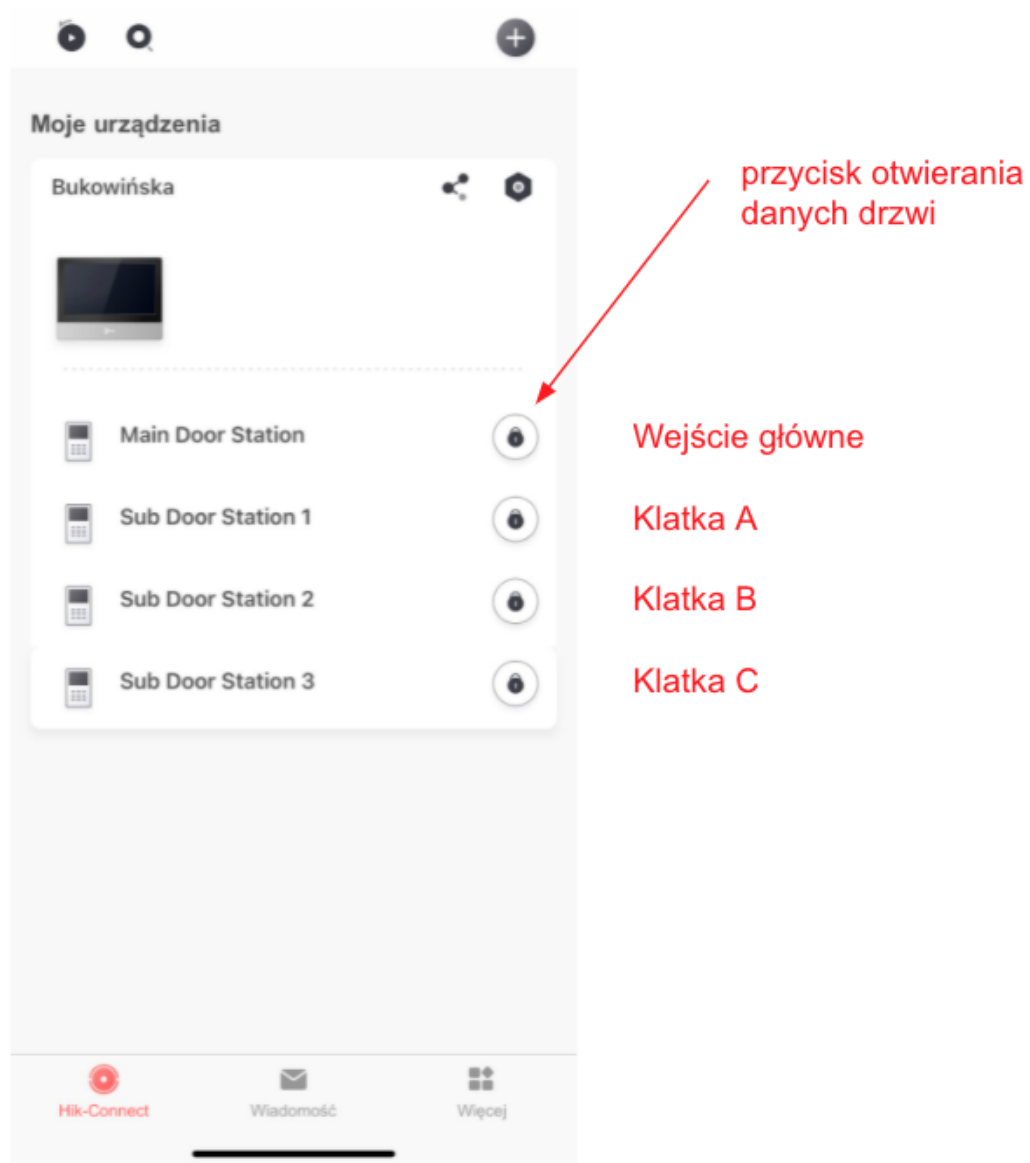 Moje urządzenia
Bukowińska
przycisk otwierania
danych drzwi
Main Door Station
Wejście główne
Sub Door Station 1
Klatka A
Sub Door Station 2
Klatka B
Sub Door Station 3
Klatka C
Hik-Connect
Wiadomość
Więcej